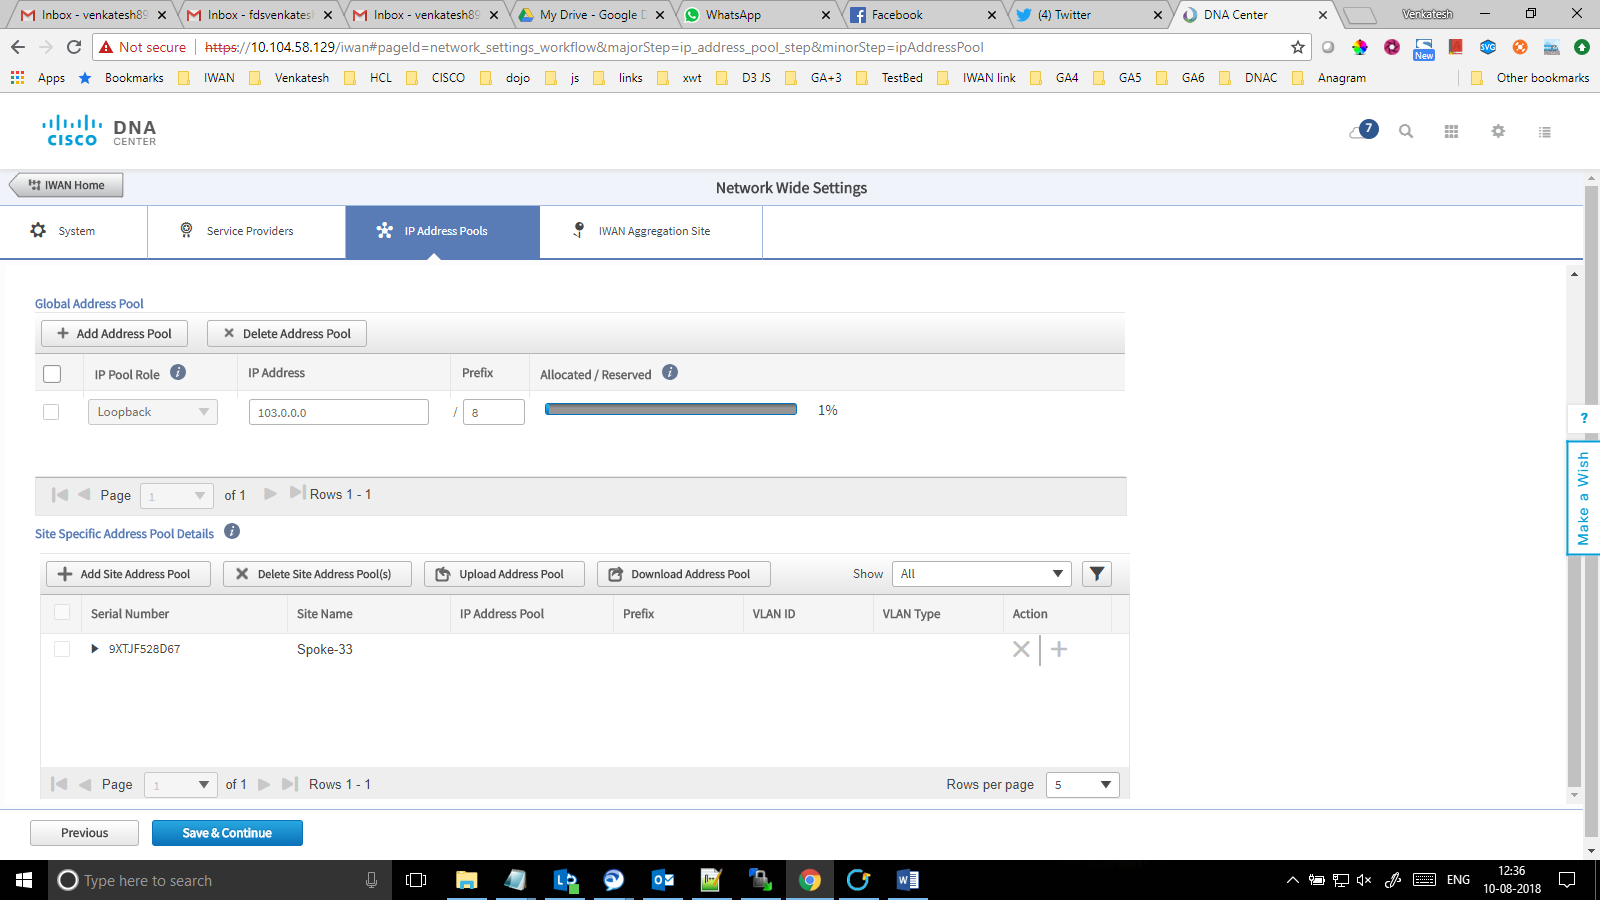 Inbox - venkatesh89 Inbox - fdsvenkates Inbox - venkatesh89 My Drive - Google D WhatsApp Facebook (4) Twitter DNA Center Venkatesh
Not secure https://10.104.58.129/iwan#pageId=network_settings_workflow&majorStep=ip_address_pool_step&minorStep=ipAddressPool
New
Apps Bookmarks IWAN Venkatesh HCL CISCO dojo js links xwt D3 JS GA+3 TestBed IWAN link GA4 GA5 GA6 DNAC Anagram Other bookmarks
CISCO DNA CENTER 7
IWAN Home Network Wide Settings
System Service Providers IP Address Pools IWAN Aggregation Site
Global Address Pool
+ Add Address Pool × Delete Address Pool
IP Pool Role i IP Address Prefix Allocated / Reserved i
Loopback 103.0.0.0 / 8 1%
Page 1 of 1 Rows 1 - 1
Site Specific Address Pool Details i
+ Add Site Address Pool × Delete Site Address Pool(s) Upload Address Pool Download Address Pool Show All
Serial Number Site Name IP Address Pool Prefix VLAN ID VLAN Type Action
9XTJF528D67 Spoke-33
Page 1 of 1 Rows 1 - 1 Rows per page 5
?
Make a Wish
Previous Save & Continue
Type here to search ENG 12:36
10-08-2018